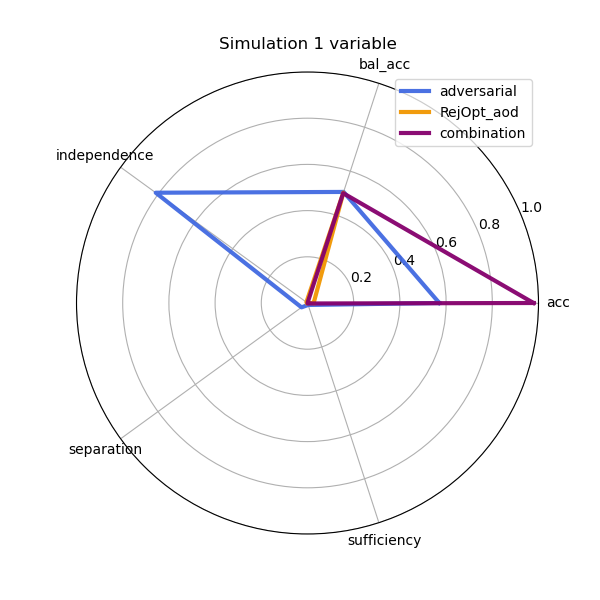 Simulation 1 variable
bal_acc
adversarial
RejOpt_aod
combination
independence
1.0
0.8
0.6
0.4
0.2
acc
separation
sufficiency